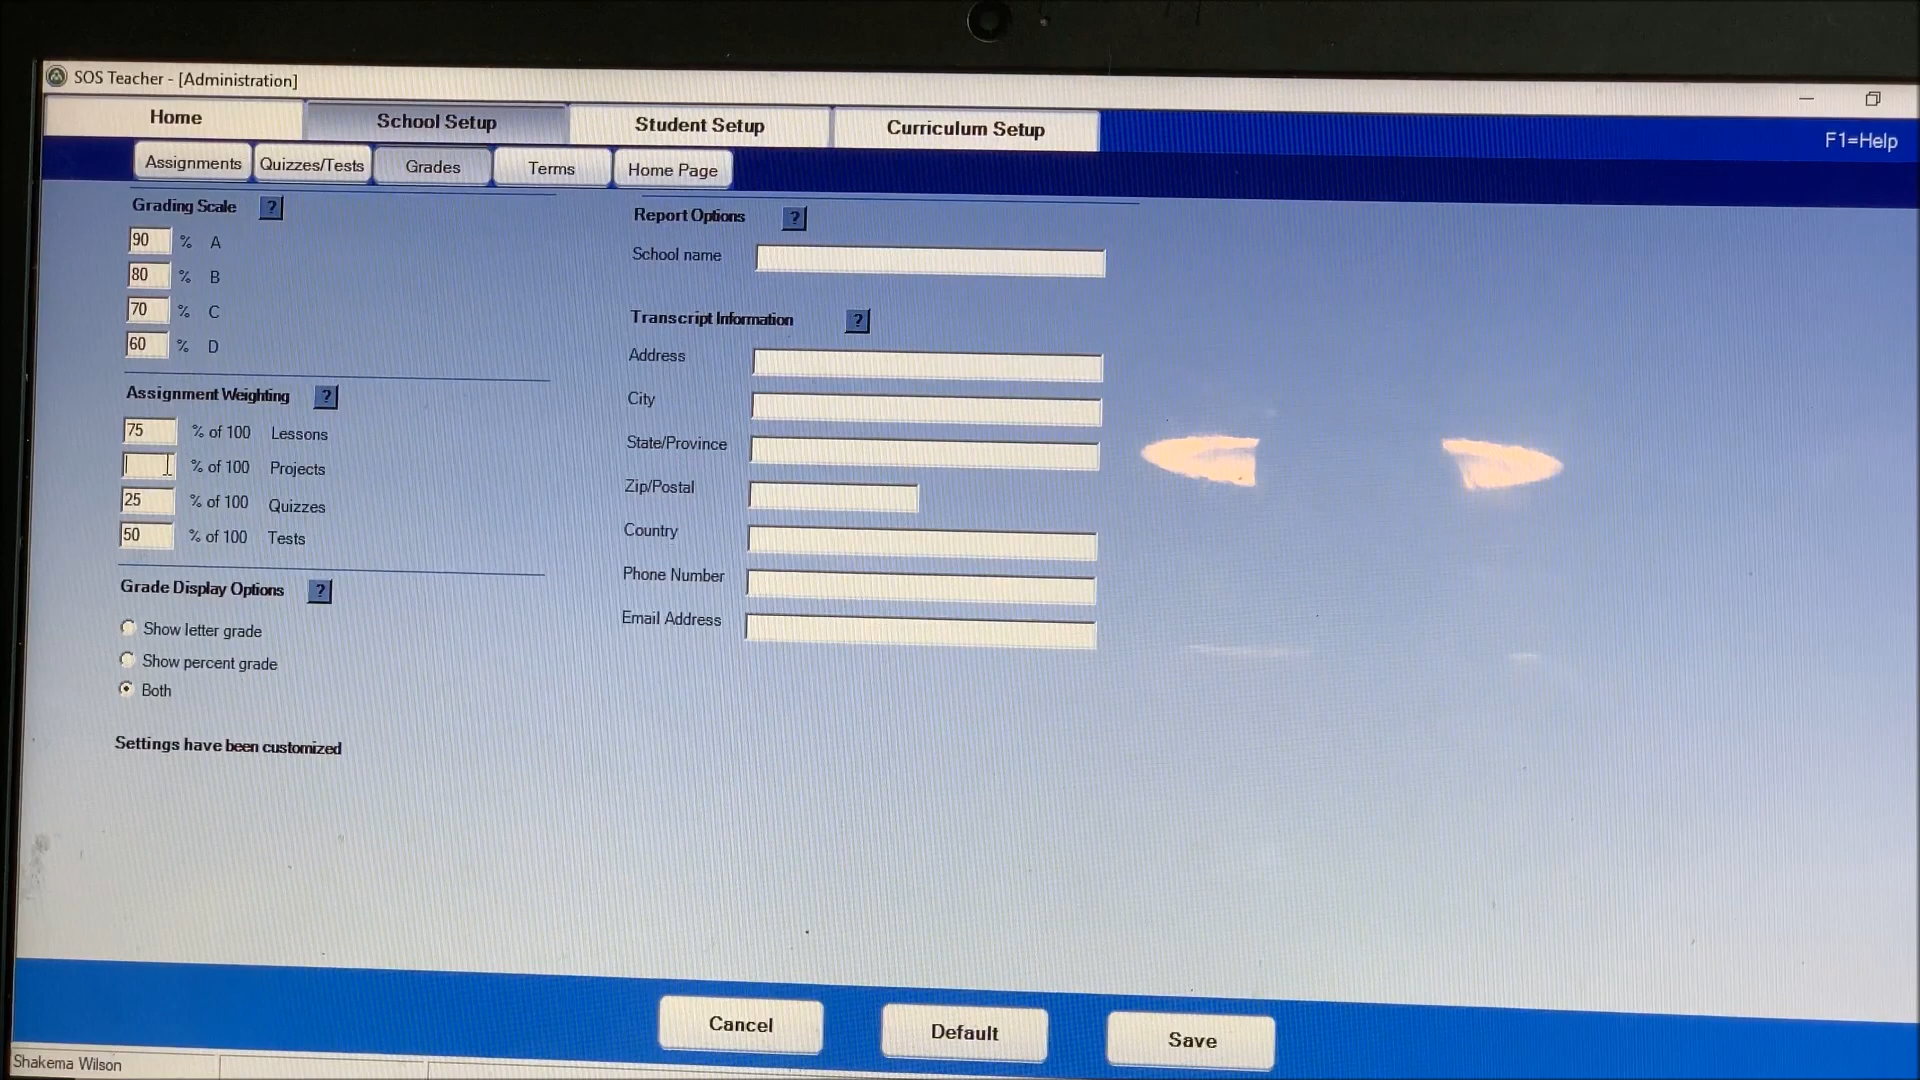 SOS Teacher - [Administration]
Home
School Setup
Student Setup
Curriculum Setup
F1=Help
Assignments
Quizzes/Tests
Grades
Terms
Home Page
Grading Scale ?
90 % A
80 % B
70 % C
60 % D
Assignment Weighting ?
75 % of 100 Lessons
% of 100 Projects
25 % of 100 Quizzes
50 % of 100 Tests
Grade Display Options ?
Show letter grade
Show percent grade
Both
Settings have been customized
Report Options ?
School name
Transcript Information ?
Address
City
State/Province
Zip/Postal
Country
Phone Number
Email Address
Cancel
Default
Save
Shakema Wilson